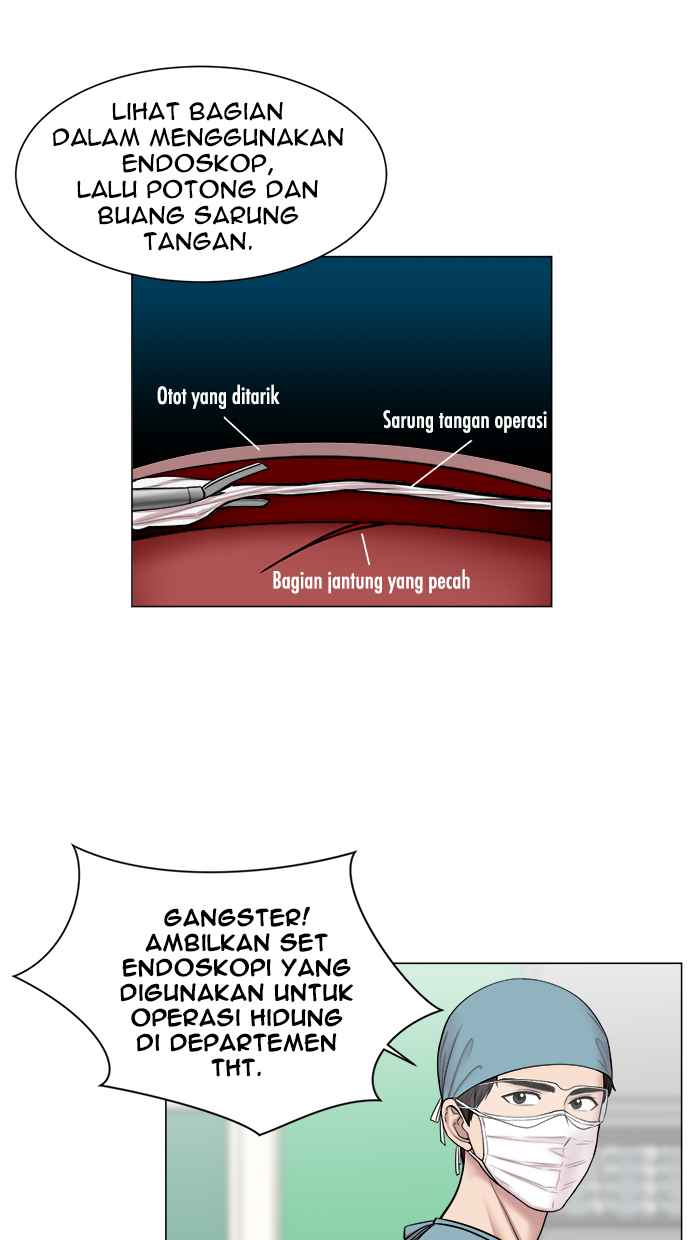 LIHAT BAGIAN
DALAM MENGGUNAKAN
ENDOSKOP,
LALU POTONG DAN
BUANG SARUNG
TANGAN.
Otot yang ditarik
Sarung tangan operasi
Bagian jantung yang pecah
GANGSTER!
AMBILKAN SET
ENDOSKOPI YANG
DIGUNAKAN UNTUK
OPERASI HIDUNG
DI DEPARTEMEN
THT.